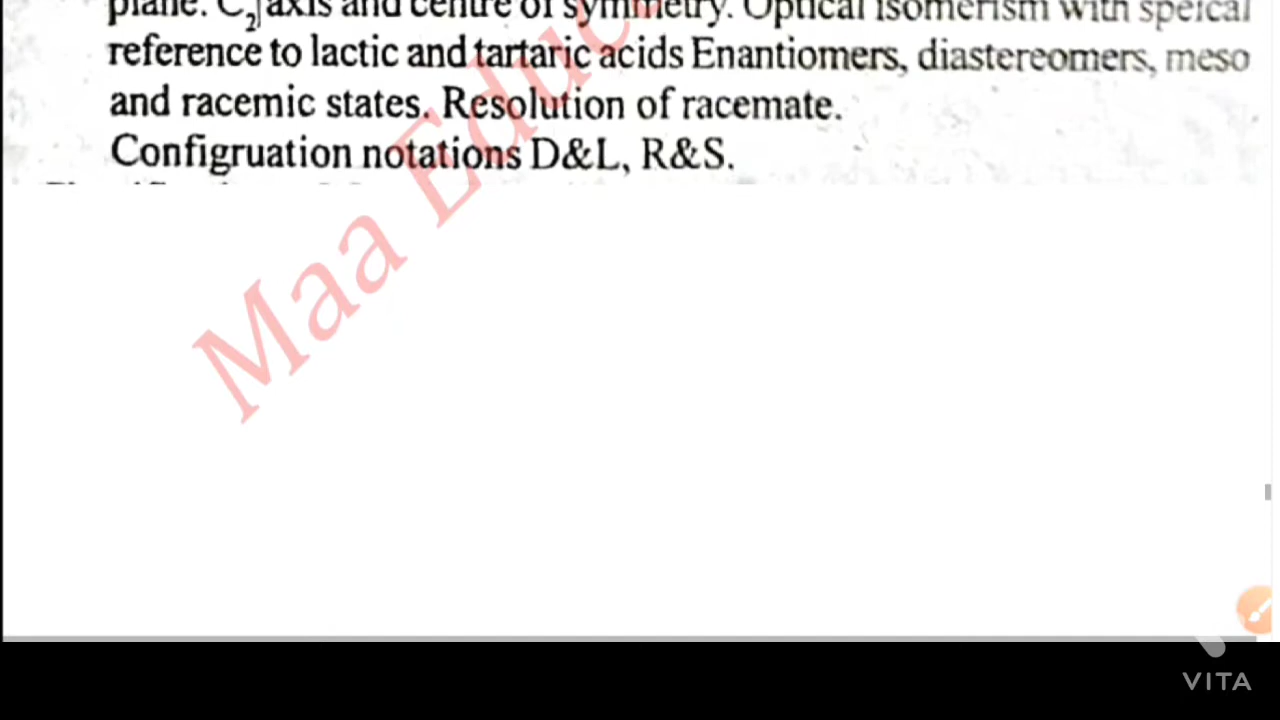 plane. C₂ axis and centre of symmetry. Optical isomerism with speical
reference to lactic and tartaric acids Enantiomers, diastereomers, meso
and racemic states. Resolution of racemate.
Configruation notations D&L, R&S.
Maa Educ
VITA